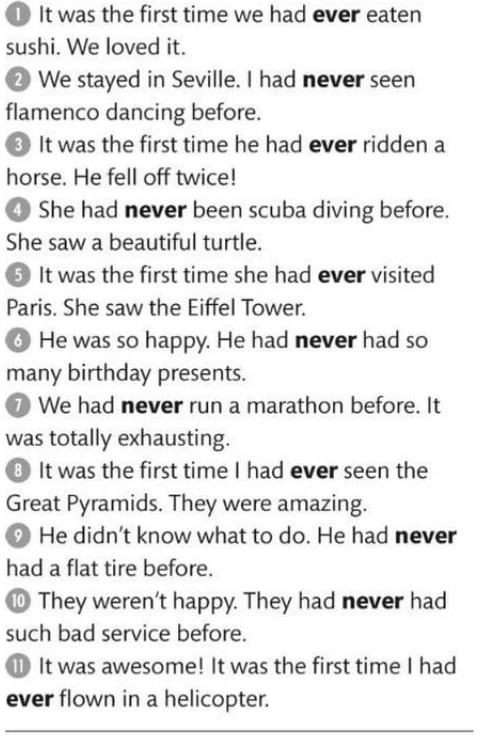 1 It was the first time we had ever eaten
sushi. We loved it.
2 We stayed in Seville. I had never seen
flamenco dancing before.
3 It was the first time he had ever ridden a
horse. He fell off twice!
4 She had never been scuba diving before.
She saw a beautiful turtle.
5 It was the first time she had ever visited
Paris. She saw the Eiffel Tower.
6 He was so happy. He had never had so
many birthday presents.
7 We had never run a marathon before. It
was totally exhausting.
8 It was the first time I had ever seen the
Great Pyramids. They were amazing.
9 He didn't know what to do. He had never
had a flat tire before.
10 They weren't happy. They had never had
such bad service before.
11 It was awesome! It was the first time I had
ever flown in a helicopter.